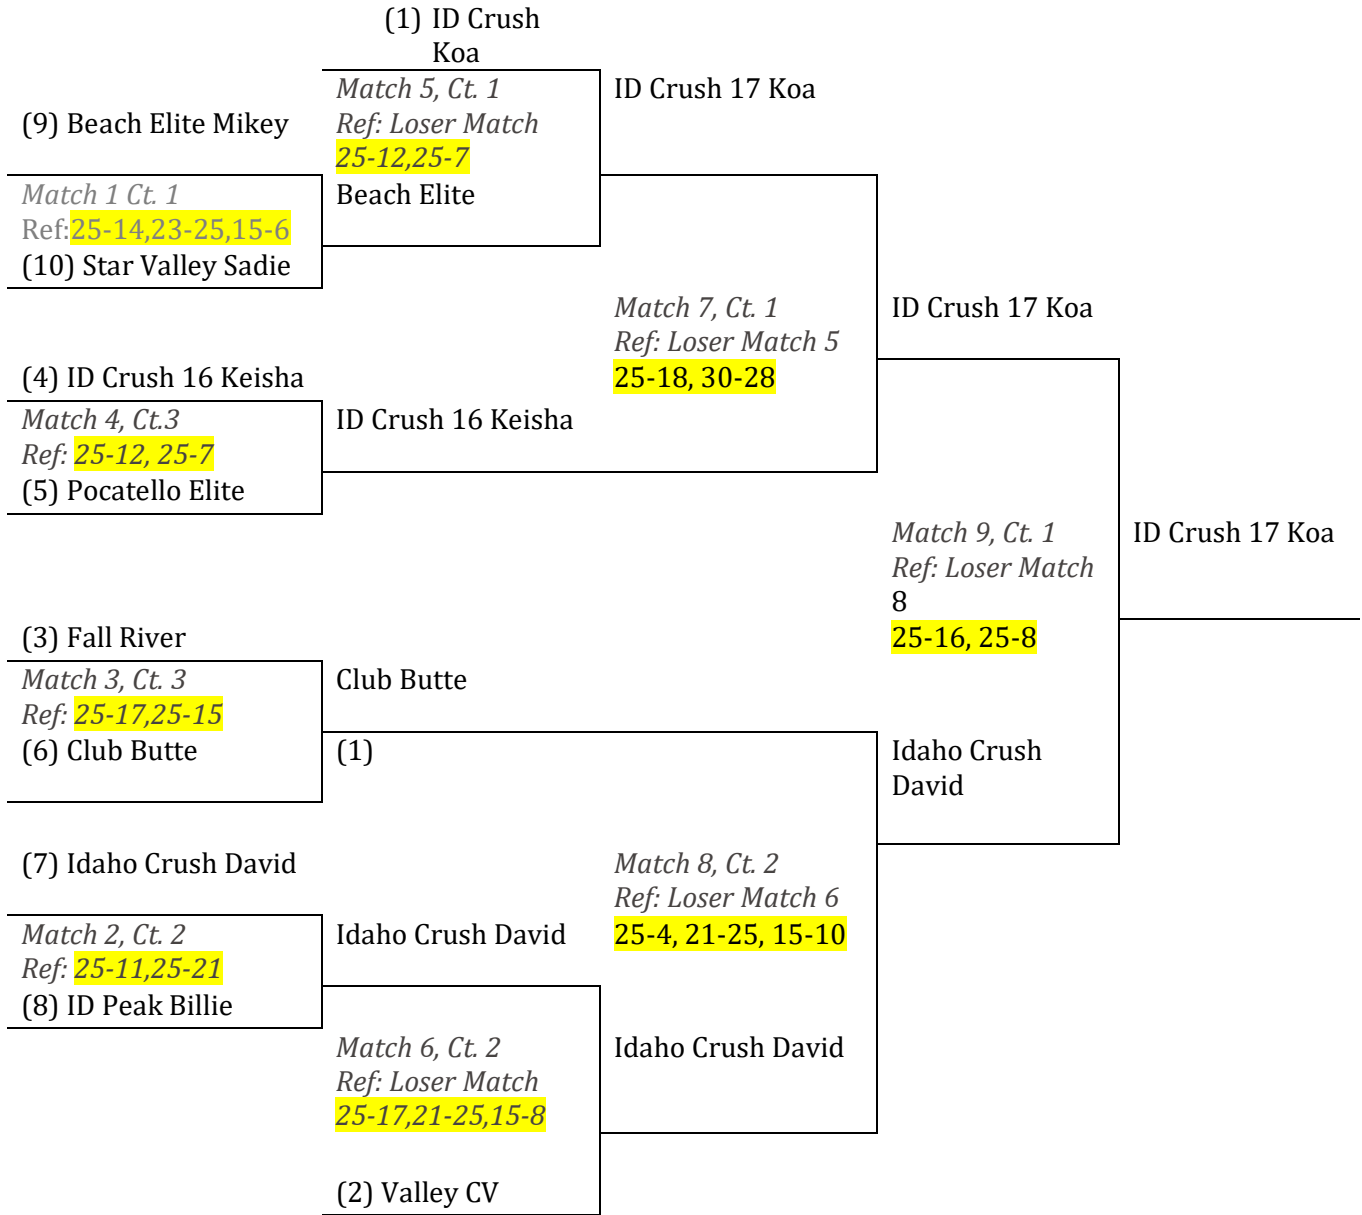 (1) ID Crush
Koa
Match 5, Ct. 1
ID Crush 17 Koa
(9) Beach Elite Mikey
Ref: Loser Match
25-12,25-7
Match 1 Ct. 1
Beach Elite
Ref:25-14,23-25,15-6
(10) Star Valley Sadie
Match 7, Ct. 1
ID Crush 17 Koa
Ref: Loser Match 5
(4) ID Crush 16 Keisha
25-18, 30-28
Match 4, Ct.3
ID Crush 16 Keisha
Ref: 25-12, 25-7
(5) Pocatello Elite
Match 9, Ct. 1
ID Crush 17 Koa
Ref: Loser Match
8
(3) Fall River
25-16, 25-8
Match 3, Ct. 3
Club Butte
Ref: 25-17,25-15
(6) Club Butte
(1)
Idaho Crush
David
(7) Idaho Crush David
Match 8, Ct. 2
Ref: Loser Match 6
Match 2, Ct. 2
Idaho Crush David
25-4, 21-25, 15-10
Ref: 25-11,25-21
(8) ID Peak Billie
Match 6, Ct. 2
Idaho Crush David
Ref: Loser Match
25-17,21-25,15-8
(2) Valley CV